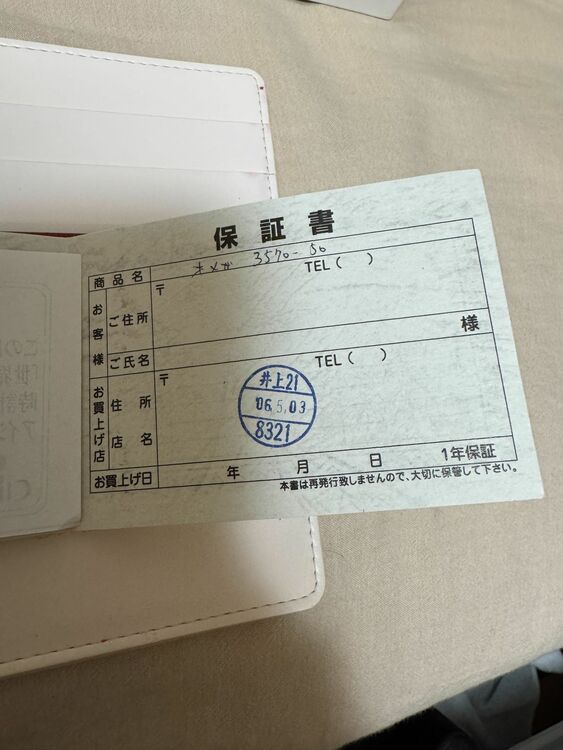 保証書
商品名 オメガ 3570-50
お客様 ご住所 〒 TEL( )
ご氏名 様
お買上げ店 住所 〒 TEL( )
店名
井上21
'06.5.03
8321
お買上げ日 年 月 日 1年保証
本書は再発行致しませんので、大切に保管して下さい。